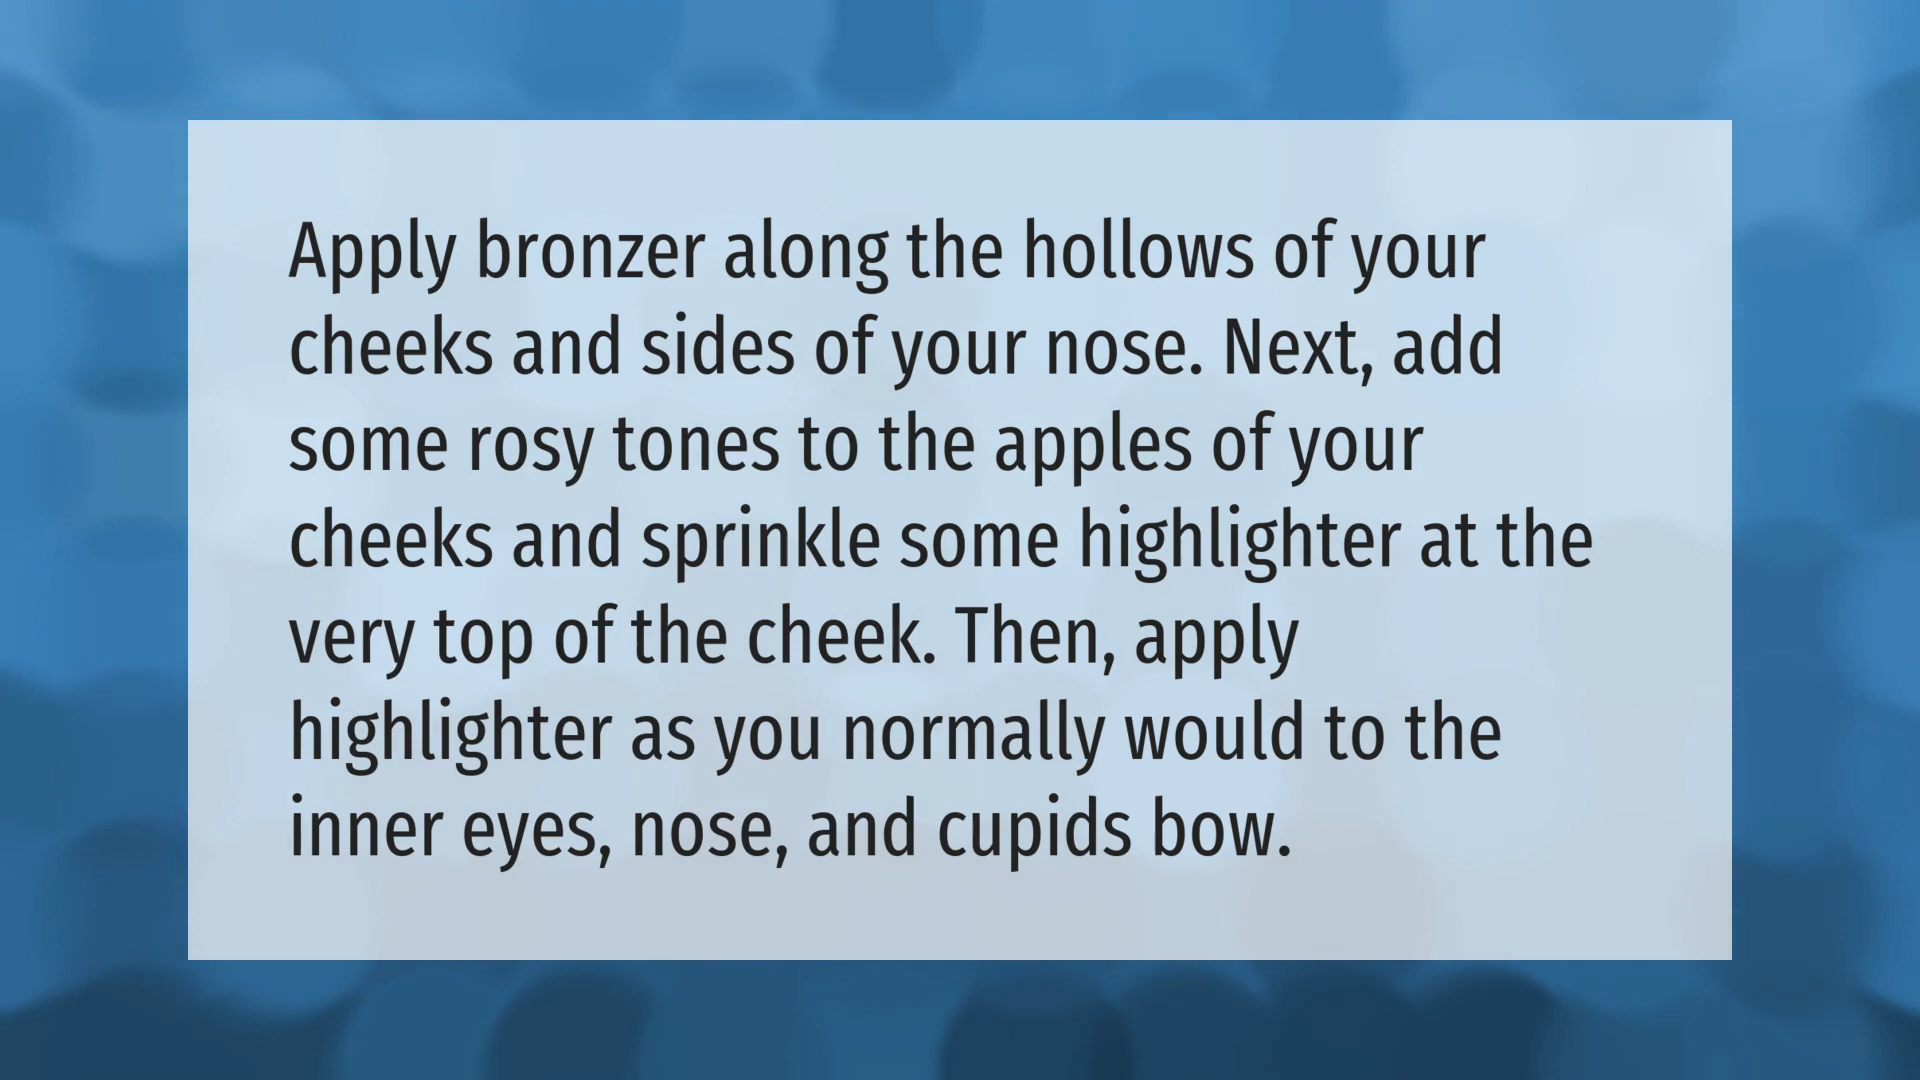 Apply bronzer along the hollows of your
cheeks and sides of your nose. Next, add
some rosy tones to the apples of your
cheeks and sprinkle some highlighter at the
very top of the cheek. Then, apply
highlighter as you normally would to the
inner eyes, nose, and cupids bow.